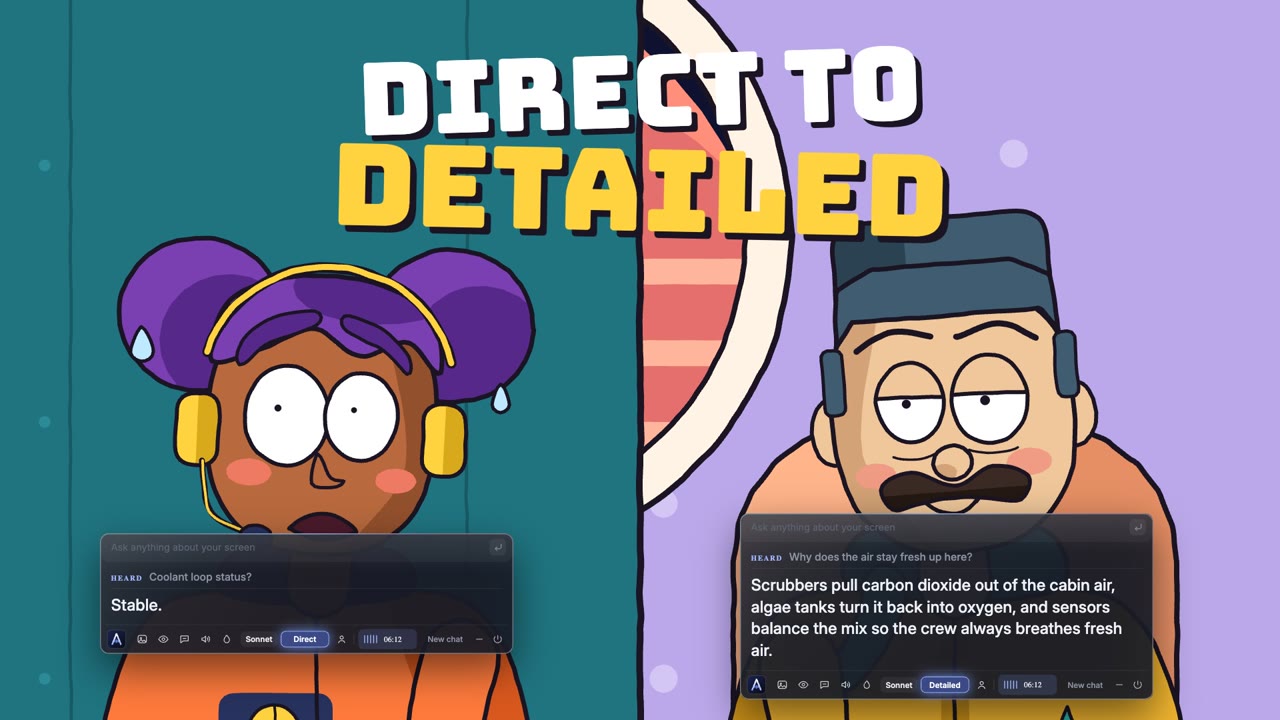 DIRECT TO
DETAILED
Ask anything about your screen
HEARD Coolant loop status?
Stable.
Sonnet Direct 06:12 New chat
Ask anything about your screen
HEARD Why does the air stay fresh up here?
Scrubbers pull carbon dioxide out of the cabin air,
algae tanks turn it back into oxygen, and sensors
balance the mix so the crew always breathes fresh
air.
Sonnet Detailed 06:12 New chat